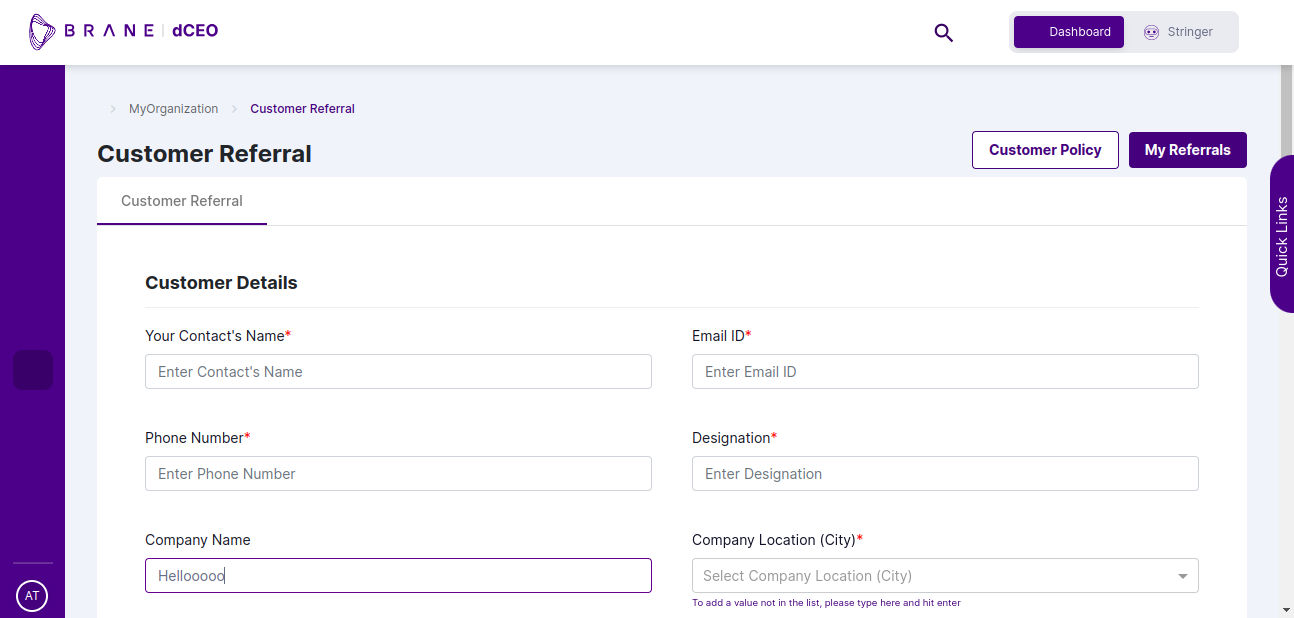 BRANE | dCEO
Dashboard
Stringer
MyOrganization
Customer Referral
Customer Referral
Customer Policy
My Referrals
Quick Links
Customer Referral
Customer Details
Your Contact's Name*
Email ID*
Enter Contact's Name
Enter Email ID
Phone Number*
Designation*
Enter Phone Number
Enter Designation
Company Name
Company Location (City)*
Hellooooo
Select Company Location (City)
To add a value not in the list, please type here and hit enter
AT